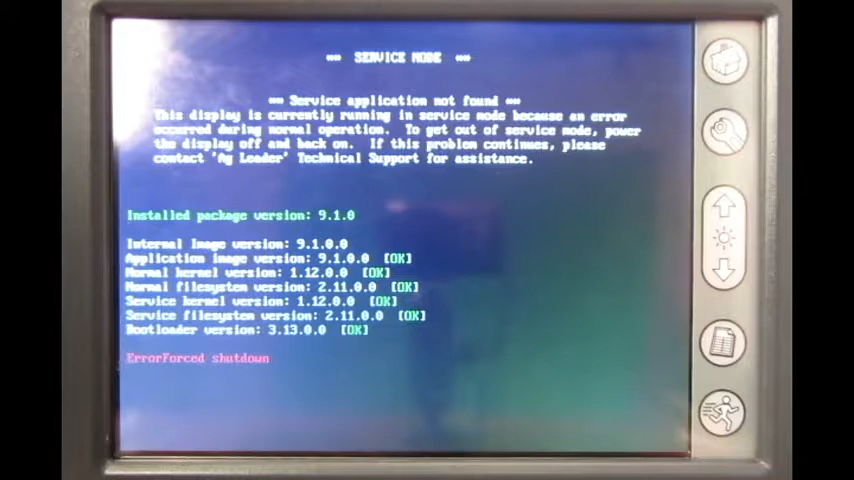 == SERVICE MODE ==
== Service application not found ==
This display is currently running in service mode because an error
occurred during normal operation. To get out of service mode, power
the display off and back on. If this problem continues, please
contact 'Ag Leader' Technical Support for assistance.
Installed package version: 9.1.0
Internal Image version: 9.1.0.0
Application image version: 9.1.0.0 [OK]
Normal kernel version: 1.12.0.0 [OK]
Normal filesystem version: 2.11.0.0 [OK]
Service kernel version: 1.12.0.0 [OK]
Service filesystem version: 2.11.0.0 [OK]
Bootloader version: 3.13.0.0 [OK]
ErrorForced shutdown